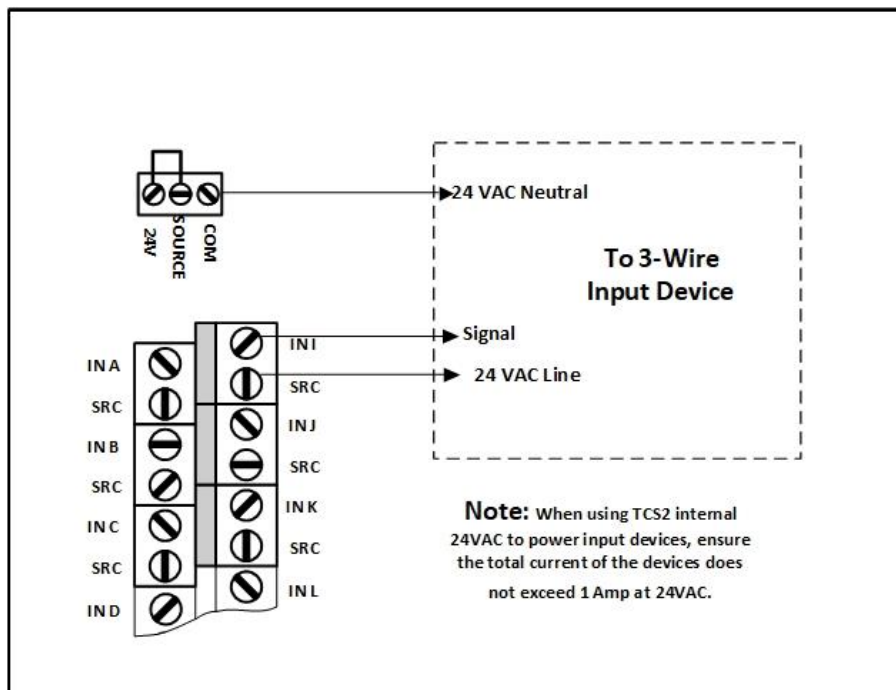 24V
SOURCE
COM
24 VAC Neutral
To 3-Wire
Input Device
Signal
24 VAC Line
IN A
SRC
IN B
SRC
IN C
SRC
IN D
IN I
SRC
IN J
SRC
IN K
SRC
IN L
Note: When using TCS2 internal
24VAC to power input devices, ensure
the total current of the devices does
not exceed 1 Amp at 24VAC.